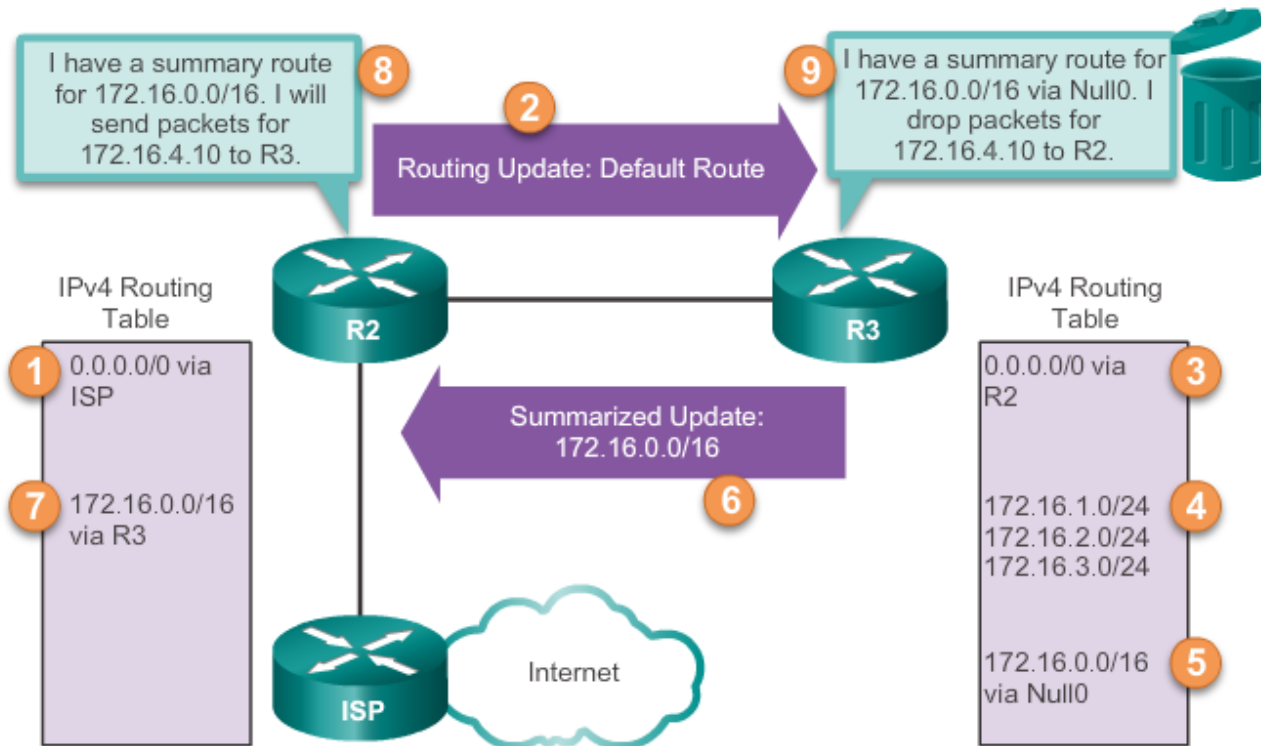 I have a summary route
for 172.16.0.0/16. I will
send packets for
172.16.4.10 to R3.
8
2
Routing Update: Default Route
9
I have a summary route for
172.16.0.0/16 via Null0. I
drop packets for
172.16.4.10 to R2.
R2
R3
IPv4 Routing
Table
1
0.0.0.0/0 via
ISP
7
172.16.0.0/16
via R3
Summarized Update:
172.16.0.0/16
6
IPv4 Routing
Table
0.0.0.0/0 via
R2
3
172.16.1.0/24
172.16.2.0/24
172.16.3.0/24
4
172.16.0.0/16
via Null0
5
ISP
Internet